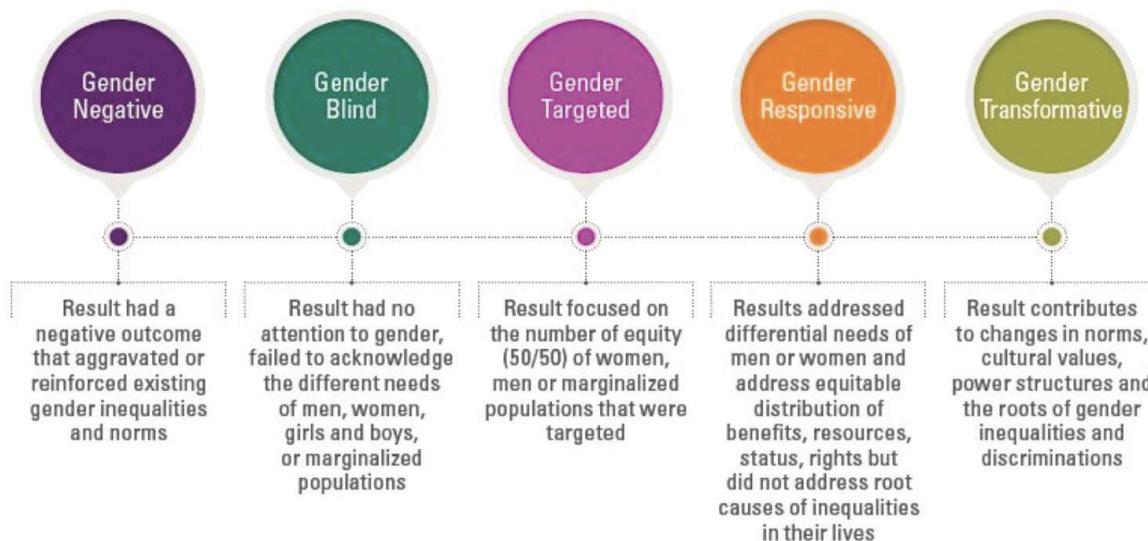 Gender
Negative
Gender
Blind
Gender
Targeted
Gender
Responsive
Gender
Transformative
Result had a
negative outcome
that aggravated or
reinforced existing
gender inequalities
and norms
Result had no
attention to gender,
failed to acknowledge
the different needs
of men, women,
girls and boys,
or marginalized
populations
Result focused on
the number of equity
(50/50) of women,
men or marginalized
populations that were
targeted
Results addressed
differential needs of
men or women and
address equitable
distribution of
benefits, resources,
status, rights but
did not address root
causes of inequalities
in their lives
Result contributes
to changes in norms,
cultural values,
power structures and
the roots of gender
inequalities and
discriminations